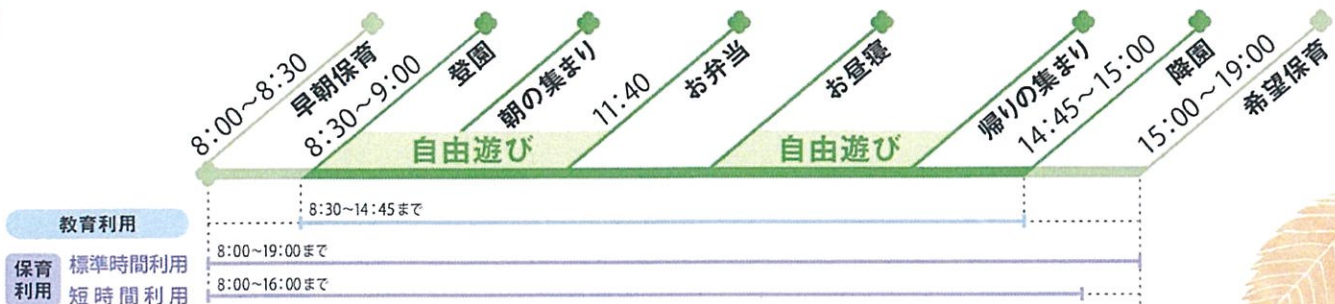 8:00～8:30
早朝保育
8:30～9:00
登園
朝の集まり
11:40
お弁当
お昼寝
帰りの集まり
14:45～15:00
降園
15:00～19:00
希望保育
自由遊び
自由遊び
教育利用
8:30～14:45まで
保育利用
標準時間利用
8:00～19:00まで
短時間利用
8:00～16:00まで